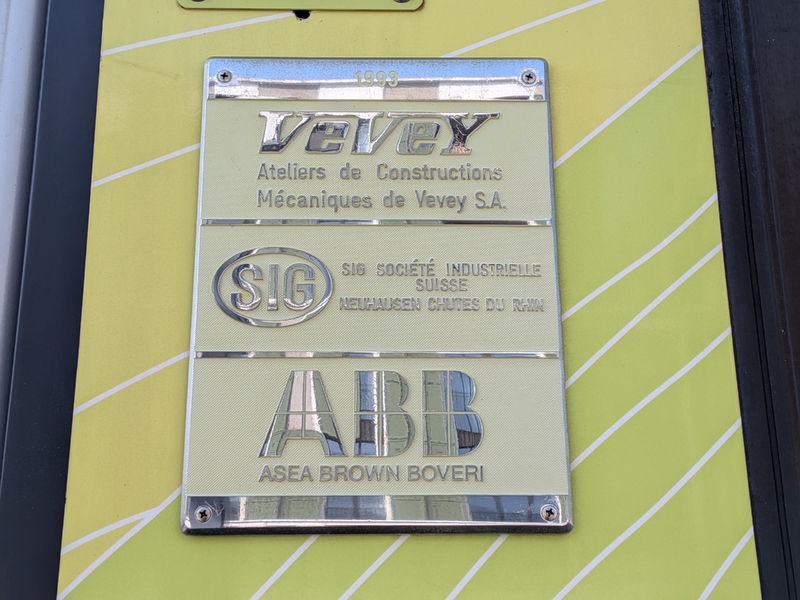 1993
VeVeY
Ateliers de Constructions
Mécaniques de Vevey S.A.
SIG
SIG SOCIÉTÉ INDUSTRIELLE
SUISSE
NEUHAUSEN CHUTES DU RHIN
ABB
ASEA BROWN BOVERI